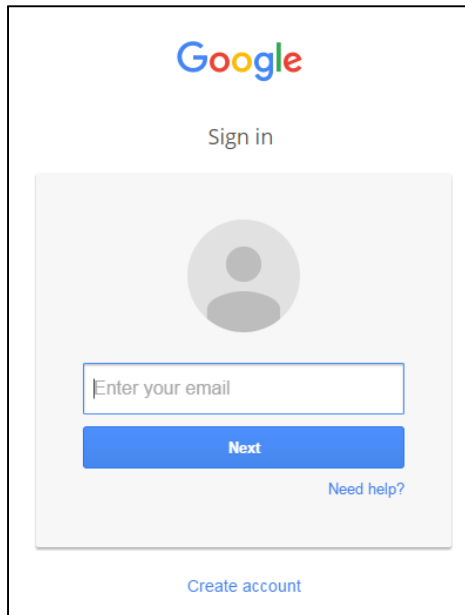 Google
Sign in
Enter your email
Next
Need help?
Create account